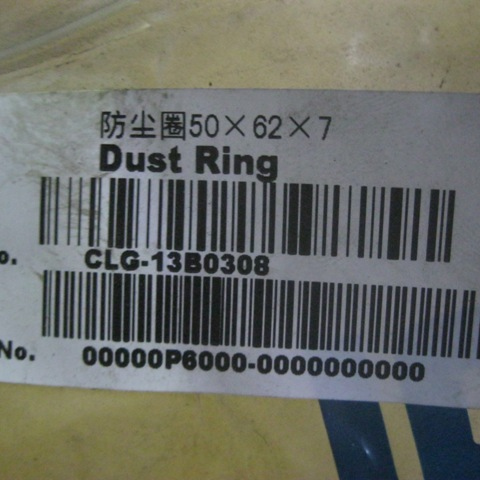 防尘圈50×62×7
Dust Ring
o. CLG-13B0308
No. 00000P6000-0000000000